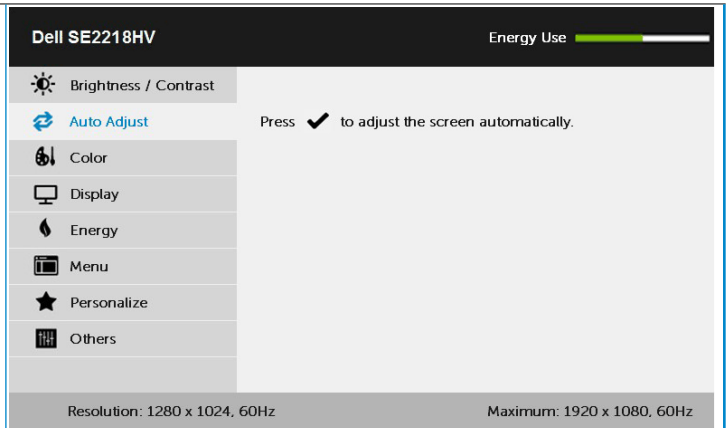 Dell SE2218HV
Energy Use
Brightness / Contrast
Auto Adjust
Press ✔ to adjust the screen automatically.
Color
Display
Energy
Menu
Personalize
Others
Resolution: 1280 x 1024, 60Hz
Maximum: 1920 x 1080, 60Hz